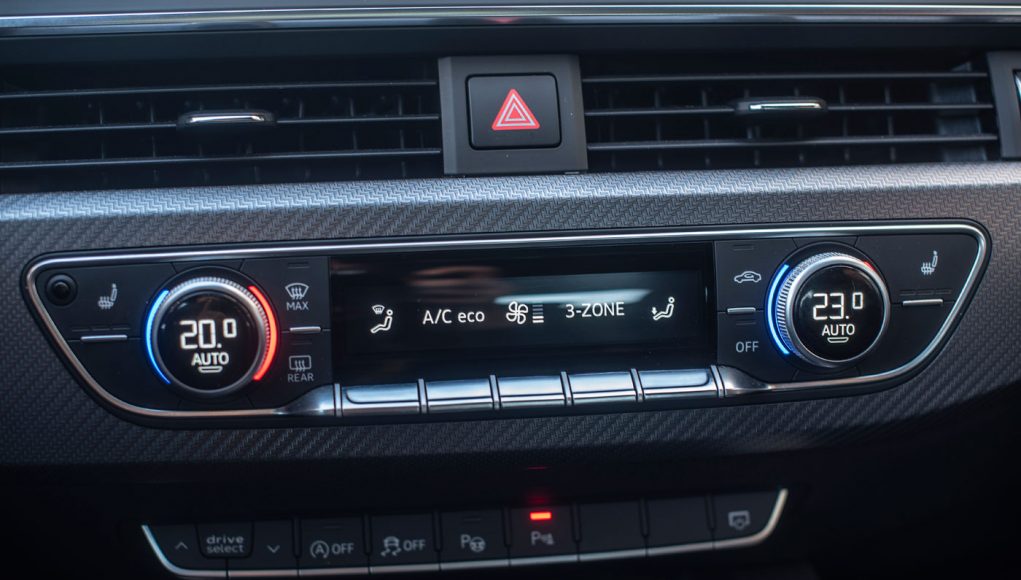 20.0
AUTO
MAX
REAR
A/C eco
3-ZONE
OFF
23.0
AUTO
drive
select
A OFF
OFF
P
P